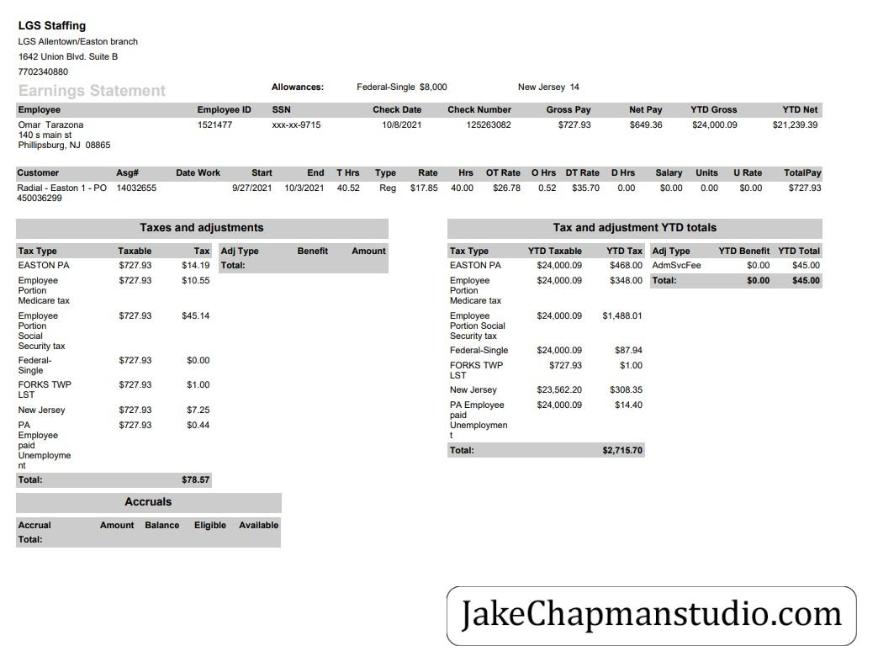 LGS Staffing
LGS Allentown/Easton branch
1642 Union Blvd. Suite B
7702340880
Earnings Statement
Allowances: Federal-Single $8,000 New Jersey 14
Employee Employee ID SSN Check Date Check Number Gross Pay Net Pay YTD Gross YTD Net
Omar Tarazona 1521477 xxx-xx-9715 10/8/2021 125263082 $727.93 $649.36 $24,000.09 $21,239.39
140 s main st
Phillipsburg, NJ 08865
Customer Asg# Date Work Start End T Hrs Type Rate Hrs OT Rate O Hrs DT Rate D Hrs Salary Units U Rate TotalPay
Radial - Easton 1 - PO 14032655 9/27/2021 10/3/2021 40.52 Reg $17.85 40.00 $26.78 0.52 $35.70 0.00 $0.00 0.00 $0.00 $727.93
450036299
Taxes and adjustments
Tax Type Taxable Tax Adj Type Benefit Amount
EASTON PA $727.93 $14.19 Total:
Employee $727.93 $10.55
Portion
Medicare tax
Employee $727.93 $45.14
Portion
Social
Security tax
Federal- $727.93 $0.00
Single
FORKS TWP $727.93 $1.00
LST
New Jersey $727.93 $7.25
PA $727.93 $0.44
Employee
paid
Unemployme
nt
Total: $78.57
Tax and adjustment YTD totals
Tax Type YTD Taxable YTD Tax Adj Type YTD Benefit YTD Total
EASTON PA $24,000.09 $468.00 AdmSvcFee $0.00 $45.00
Employee $24,000.09 $348.00 Total: $0.00 $45.00
Portion
Medicare tax
Employee $24,000.09 $1,488.01
Portion Social
Security tax
Federal-Single $24,000.09 $87.94
FORKS TWP $727.93 $1.00
LST
New Jersey $23,562.20 $308.35
PA Employee $24,000.09 $14.40
paid
Unemploymen
t
Total: $2,715.70
Accruals
Accrual Amount Balance Eligible Available
Total:
JakeChapmanstudio.com